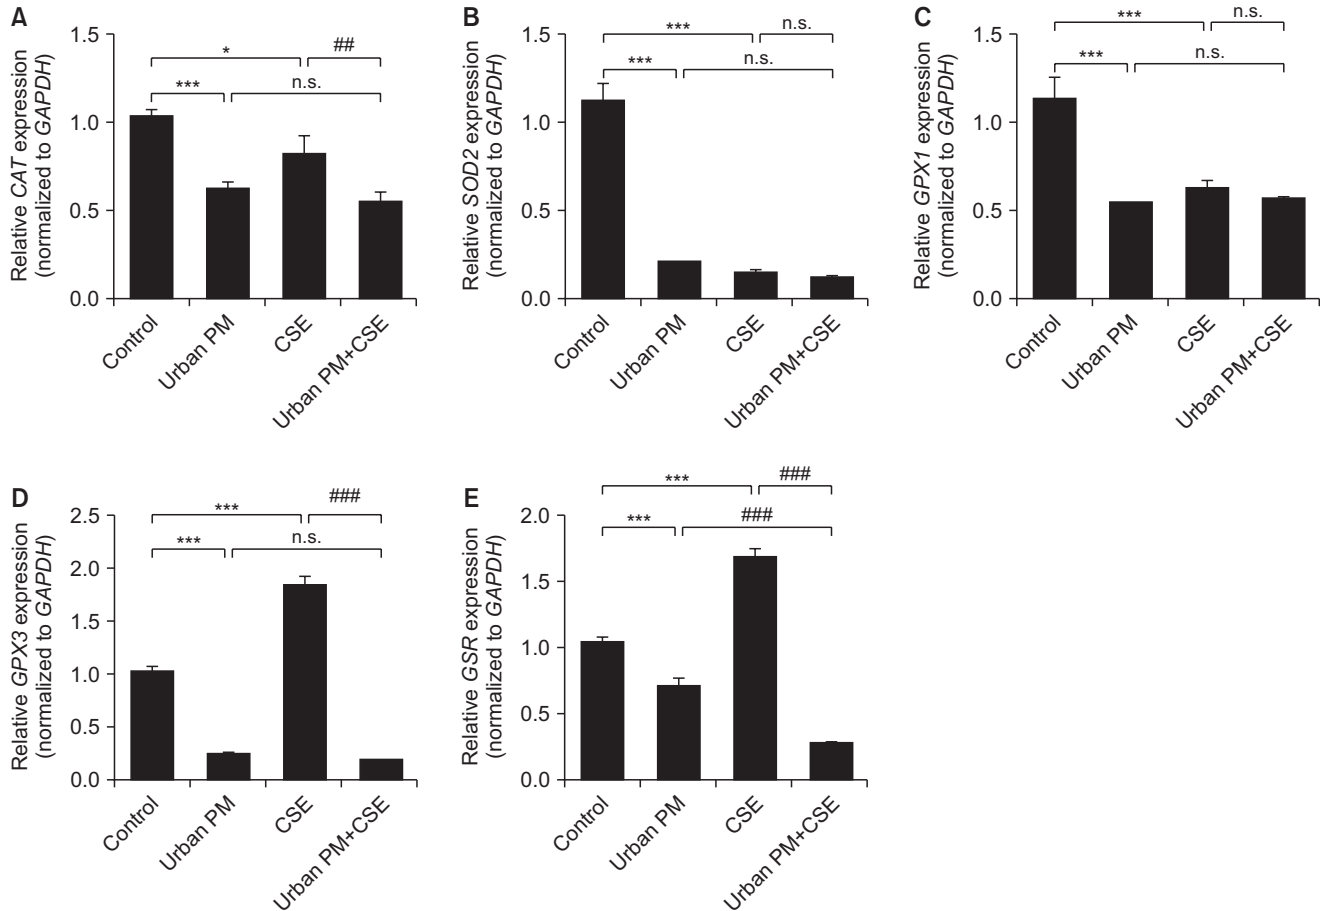 A
Relative CAT expression
(normalized to GAPDH)
1.5
1.0
0.5
0.0
*
##
***
n.s.
Control
Urban PM
CSE
Urban PM+CSE
B
Relative SOD2 expression
(normalized to GAPDH)
1.5
1.0
0.5
0.0
***
n.s.
***
n.s.
Control
Urban PM
CSE
Urban PM+CSE
C
Relative GPX1 expression
(normalized to GAPDH)
1.5
1.0
0.5
0.0
***
n.s.
***
n.s.
Control
Urban PM
CSE
Urban PM+CSE
D
Relative GPX3 expression
(normalized to GAPDH)
2.5
2.0
1.5
1.0
0.5
0.0
***
###
***
n.s.
Control
Urban PM
CSE
Urban PM+CSE
E
Relative GSR expression
(normalized to GAPDH)
2.0
1.5
1.0
0.5
0.0
***
###
***
###
Control
Urban PM
CSE
Urban PM+CSE